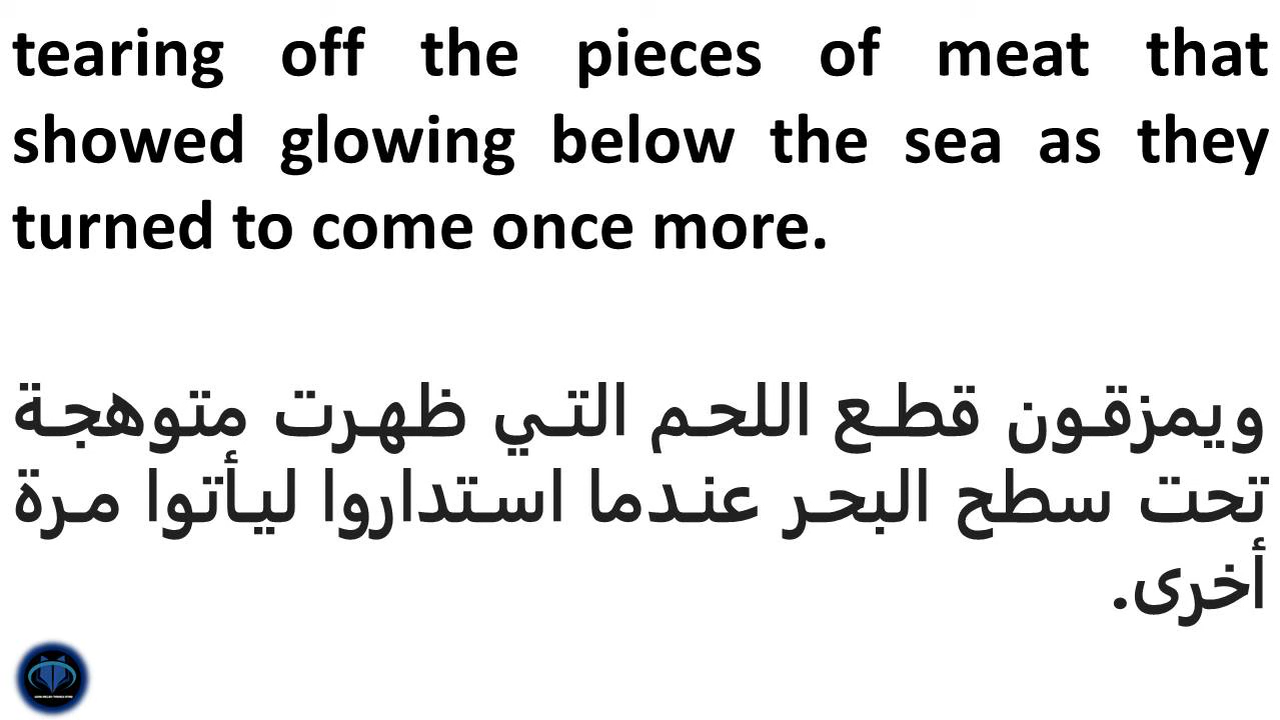 tearing off the pieces of meat that
showed glowing below the sea as they
turned to come once more.
ويمزقون قطع اللحم التي ظهرت متوهجة
تحت سطح البحر عندما استداروا ليأتوا مرة
أخرى.